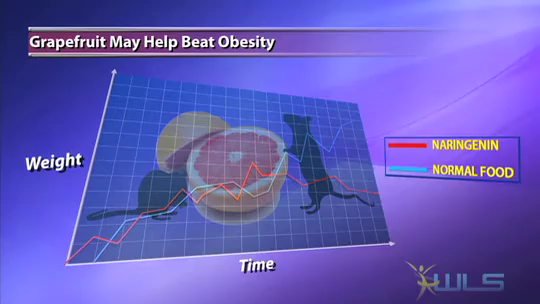 Grapefruit May Help Beat Obesity
Weight
NARINGENIN
NORMAL FOOD
Time
WLS